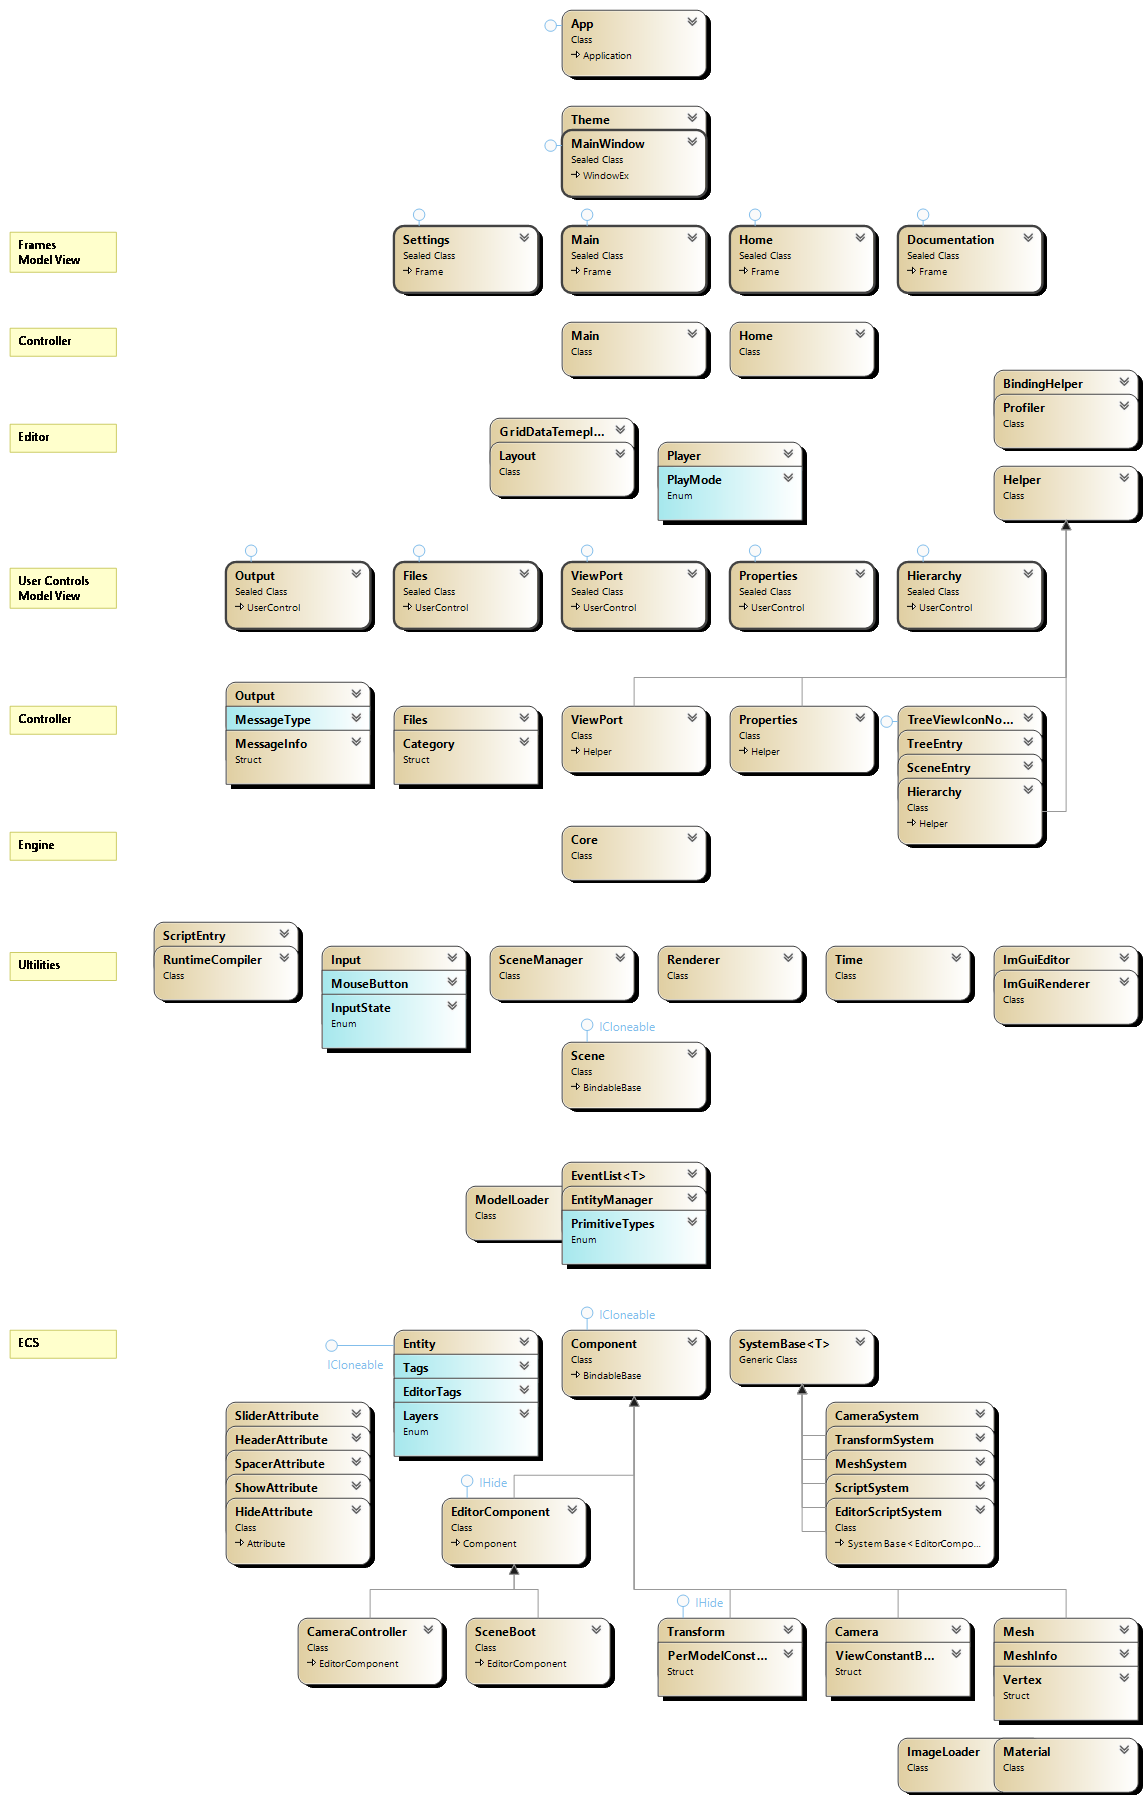 App
Class
Application
Theme
MainWindow
Sealed Class
WindowEx
Frames
Model View
Settings
Sealed Class
Frame
Main
Sealed Class
Frame
Home
Sealed Class
Frame
Documentation
Sealed Class
Frame
Controller
Main
Class
Home
Class
BindingHelper
Profiler
Class
Editor
GridDataTemepl...
Layout
Class
Player
PlayMode
Enum
Helper
Class
User Controls
Model View
Output
Sealed Class
UserControl
Files
Sealed Class
UserControl
ViewPort
Sealed Class
UserControl
Properties
Sealed Class
UserControl
Hierarchy
Sealed Class
UserControl
Controller
Output
MessageType
MessageInfo
Struct
Files
Category
Struct
ViewPort
Class
Helper
Properties
Class
Helper
TreeViewIconNo...
TreeEntry
SceneEntry
Hierarchy
Class
Helper
Engine
Core
Class
Ultilities
ScriptEntry
RuntimeCompiler
Class
Input
MouseButton
InputState
Enum
SceneManager
Class
Renderer
Class
Time
Class
ImGuiEditor
ImGuiRenderer
Class
ICloneable
Scene
Class
BindableBase
ModelLoader
Class
EventList<T>
EntityManager
PrimitiveTypes
Enum
ECS
ICloneable
Entity
Tags
EditorTags
Layers
Enum
ICloneable
Component
Class
BindableBase
SystemBase<T>
Generic Class
SliderAttribute
HeaderAttribute
SpacerAttribute
ShowAttribute
HideAttribute
Class
Attribute
CameraSystem
TransformSystem
MeshSystem
ScriptSystem
EditorScriptSystem
Class
SystemBase<EditorCompo...
IHide
EditorComponent
Class
Component
CameraController
Class
EditorComponent
SceneBoot
Class
EditorComponent
IHide
Transform
PerModelConst...
Struct
Camera
ViewConstantB...
Struct
Mesh
MeshInfo
Vertex
Struct
ImageLoader
Class
Material
Class